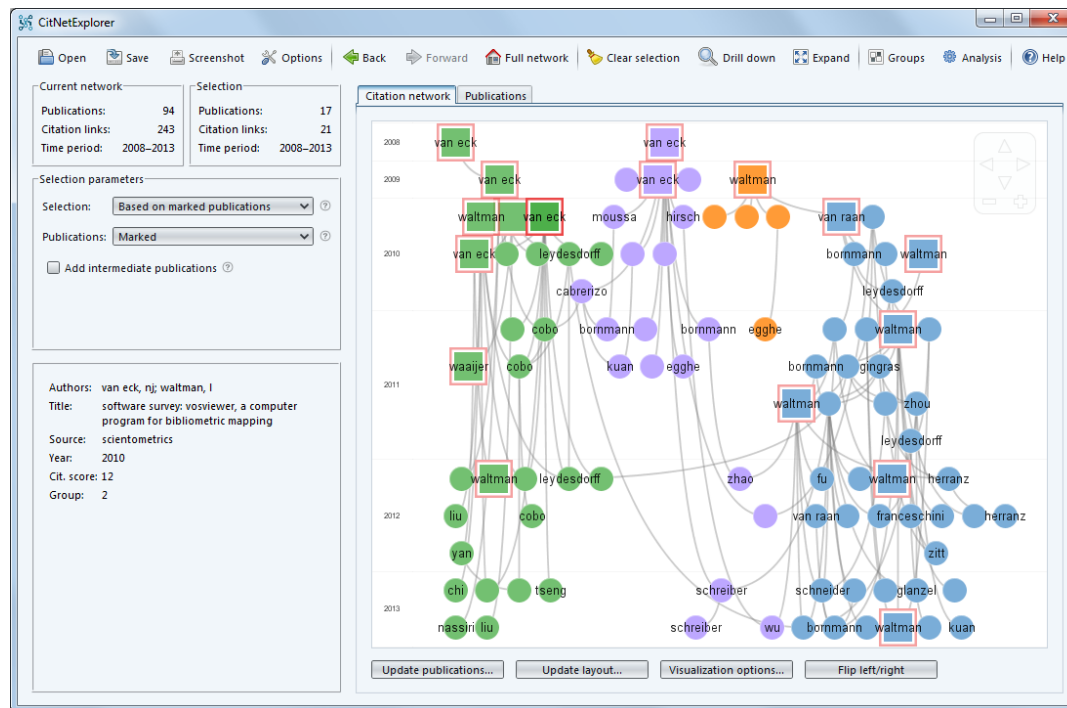 CitNetExplorer
Open Save Screenshot Options Back Forward Full network Clear selection Drill down Expand Groups Analysis Help
Current network
Publications: 94
Citation links: 243
Time period: 2008–2013
Selection
Publications: 17
Citation links: 21
Time period: 2008–2013
Selection parameters
Selection: Based on marked publications
Publications: Marked
Add intermediate publications
Authors: van eck, nj; waltman, l
Title: software survey: vosviewer, a computer
program for bibliometric mapping
Source: scientometrics
Year: 2010
Cit. score: 12
Group: 2
Citation network Publications
2008 van eck van eck
2009 van eck van eck waltman
waltman van eck moussa hirsch van raan
2010 van eck leydesdorff bornmann waltman
cabrerizo leydesdorff
cobo bornmann bornmann egghe waltman
waaijer cobo kuan egghe bornmann gingras
2011
waltman zhou
leydesdorff
waltman leydesdorff zhao fu waltman herranz
2012 liu cobo van raan franceschini herranz
yan zitt
chi tseng schreiber schneider glanzel
2013
nassiri liu schreiber wu bornmann waltman kuan
Update publications... Update layout... Visualization options... Flip left/right